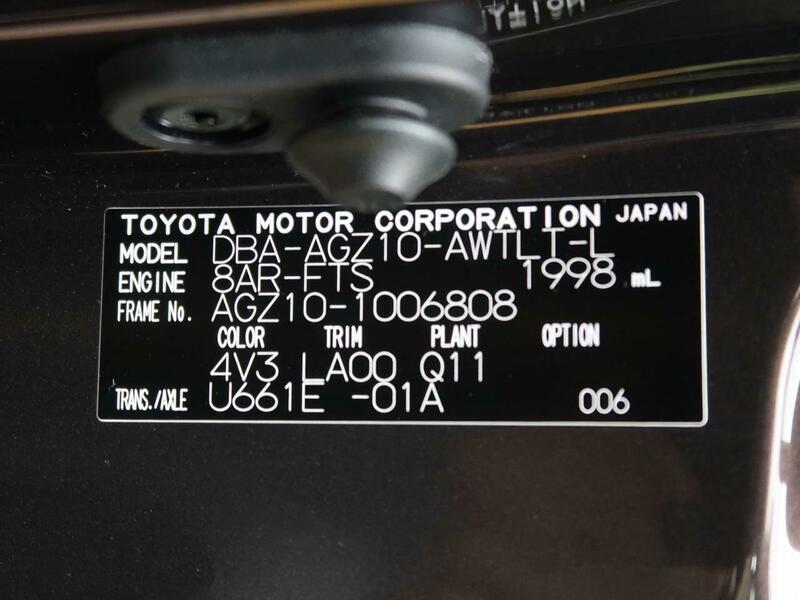 TOYOTA MOTOR CORPORATION JAPAN
MODEL DBA-AGZ10-AWTLT-L
ENGINE 8AR-FTS 1998 mL
FRAME No. AGZ10-1006808
COLOR TRIM PLANT OPTION
4V3 LA00 Q11
TRANS./AXLE U661E -01A 006